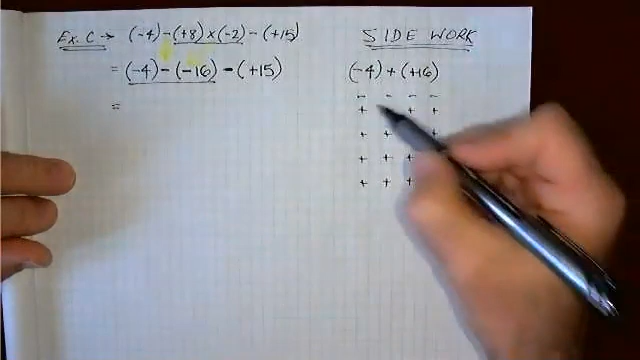 Ex. C → (-4) - (+8) × (-2) - (+15)
= (-4) - (-16) - (+15)
=
SIDE WORK
(-4) + (+16)
- - - -
+ + +
+ + +
+ + +
+ + +